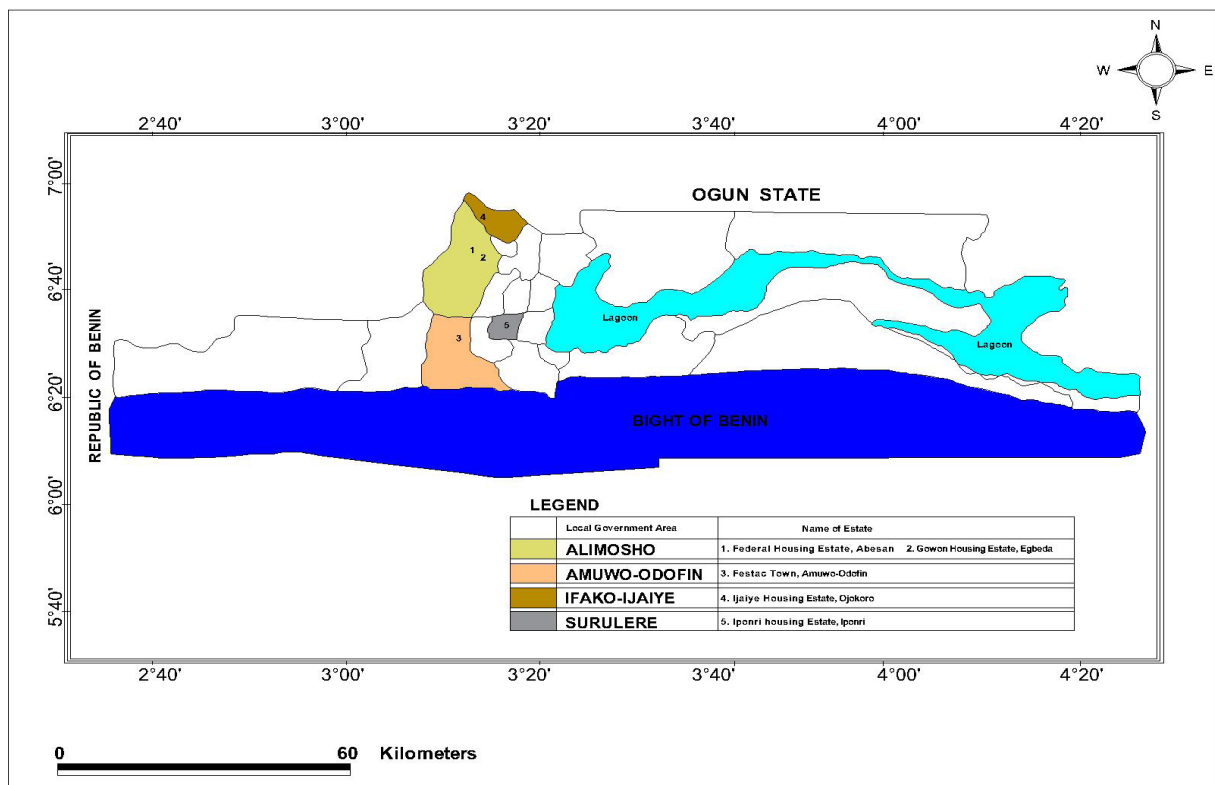 N
W E
S
2°40' 3°00' 3°20' 3°40' 4°00' 4°20'
7°00'
6°40'
6°20'
6°00'
5°40'
OGUN STATE
REPUBLIC OF BENIN
4
1
2
3
5
Lagoon
Lagoon
BIGHT OF BENIN
LEGEND
Local Government Area Name of Estate
ALIMOSHO 1. Federal Housing Estate, Abesan 2. Gowon Housing Estate, Egbeda
AMUWO-ODOFIN 3. Festac Town, Amuwo-Odofin
IFAKO-IJAIYE 4. Ijaiye Housing Estate, Ojokoro
SURULERE 5. Iponri housing Estate, Iponri
2°40' 3°00' 3°20' 3°40' 4°00' 4°20'
0 60 Kilometers